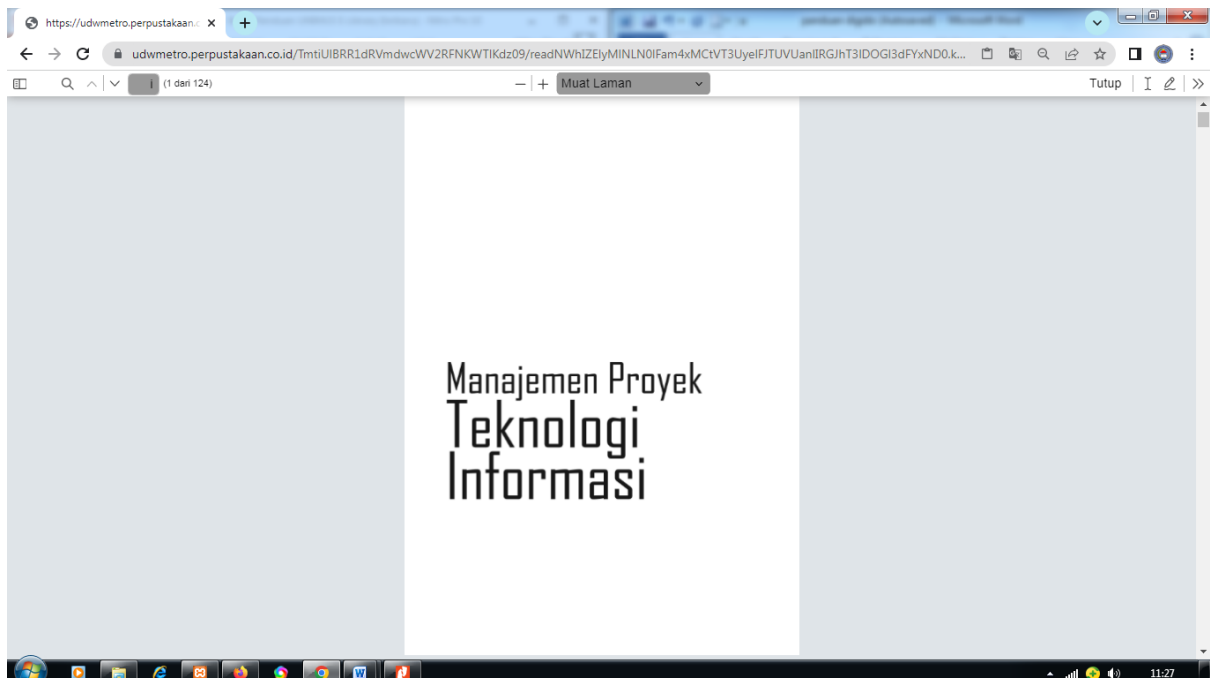 https://udwmetro.perpustakaan.c
udwmetro.perpustakaan.co.id/TmtiUlBRR1dRVmdwcWV2RFNKWTlKdz09/readNWhIZElyMlNLN0lFam4xMCtVT3UyelFJTUVUanlIRGJhT3lDOGl3dFYxND0.k...
i (1 dari 124)
Muat Laman
Tutup
Manajemen Proyek
Teknologi
Informasi
11:27